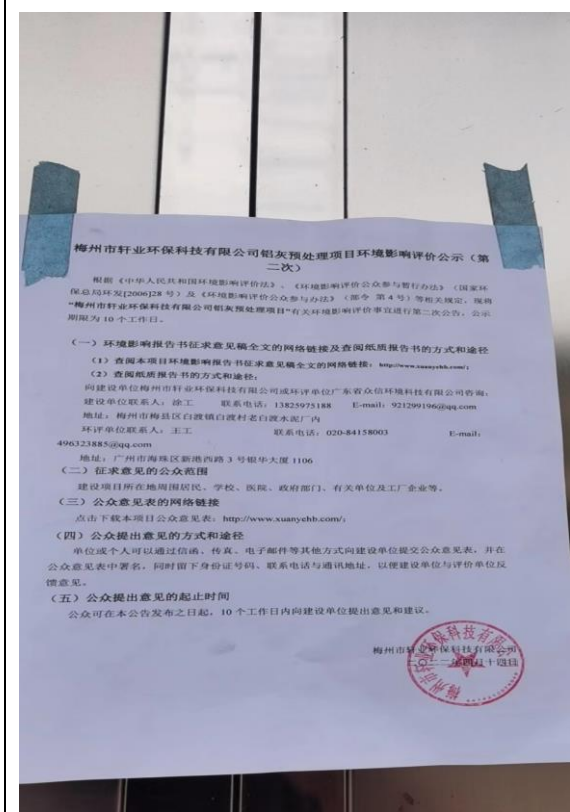 梅州市轩业环保科技有限公司铝灰预处理项目环境影响评价公示（第
二次）
根据《中华人民共和国环境影响评价法》、《环境影响评价公众参与暂行办法》（国家环
保总局环发[2006]28 号）及《环境影响评价公众参与办法》（部令 第 4 号）等相关规定，现将
“梅州市轩业环保科技有限公司铝灰预处理项目”有关环境影响评价事宜进行第二次公告，公示
期限为 10 个工作日。
（一）环境影响报告书征求意见稿全文的网络链接及查阅纸质报告书的方式和途径
（1）查阅本项目环境影响报告书征求意见稿全文的网络链接：http://www.xuanyehb.com/;
（2）查阅纸质报告书的方式和途径：
向建设单位梅州市轩业环保科技有限公司或环评单位广东省众信环境科技有限公司咨询：
建设单位联系人：徐工 联系电话：13825975188 E-mail：921299196@qq.com
地址：梅州市梅县区白渡镇白渡村老白渡水泥厂内
环评单位联系人：王工 联系电话：020-84158003 E-mail：
496323885@qq.com
地址：广州市海珠区新港西路 3 号银华大厦 1106
（二）征求意见的公众范围
建设项目所在地周围居民、学校、医院、政府部门、有关单位及工厂企业等。
（三）公众意见表的网络链接
点击下载本项目公众意见表：http://www.xuanyehb.com/;
（四）公众提出意见的方式和途径
单位或个人可以通过信函、传真、电子邮件等其他方式向建设单位提交公众意见表，并在
公众意见表中署名，同时留下身份证号码、联系电话与通讯地址，以便建设单位与评价单位反
馈意见。
（五）公众提出意见的起止时间
公众可在本公告发布之日起，10 个工作日内向建设单位提出意见和建议。
梅州市轩业环保科技有限公司
二〇二二年四月十四日